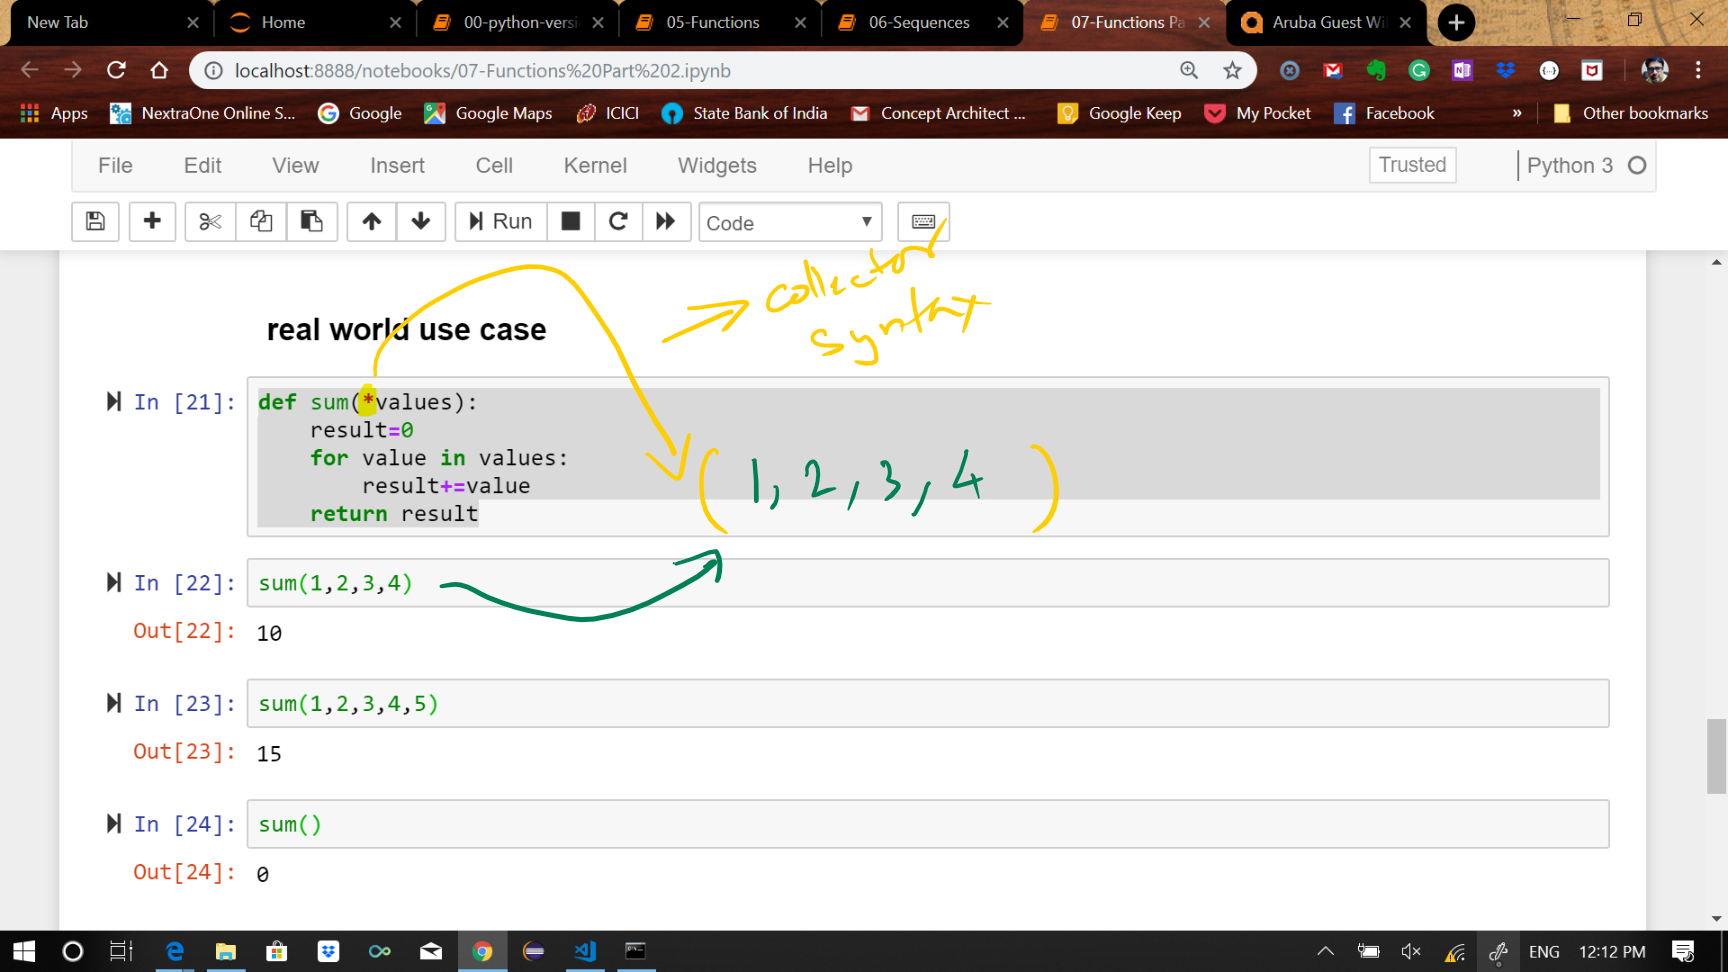 New Tab
Home
00-python-versi
05-Functions
06-Sequences
07-Functions Pa
Aruba Guest Wi
localhost:8888/notebooks/07-Functions%20Part%202.ipynb
Apps
NextraOne Online S...
Google
Google Maps
ICICI
State Bank of India
Concept Architect ...
Google Keep
My Pocket
Facebook
»
Other bookmarks
File Edit View Insert Cell Kernel Widgets Help
Trusted
Python 3
Run
Code
collector
syntax
real world use case
In [21]:
def sum(*values):
result=0
for value in values:
result+=value
return result
( 1, 2, 3, 4 )
In [22]: sum(1,2,3,4)
Out[22]: 10
In [23]: sum(1,2,3,4,5)
Out[23]: 15
In [24]: sum()
Out[24]: 0
ENG
12:12 PM